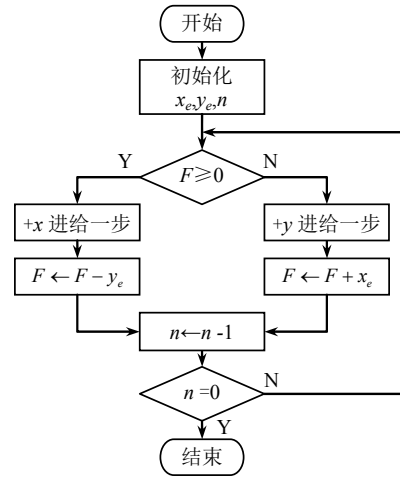 开始
初始化
xₑ,yₑ,n
Y
F≥0
N
+x 进给一步
+y 进给一步
F ← F − yₑ
F ← F + xₑ
n←n -1
n =0
N
Y
结束